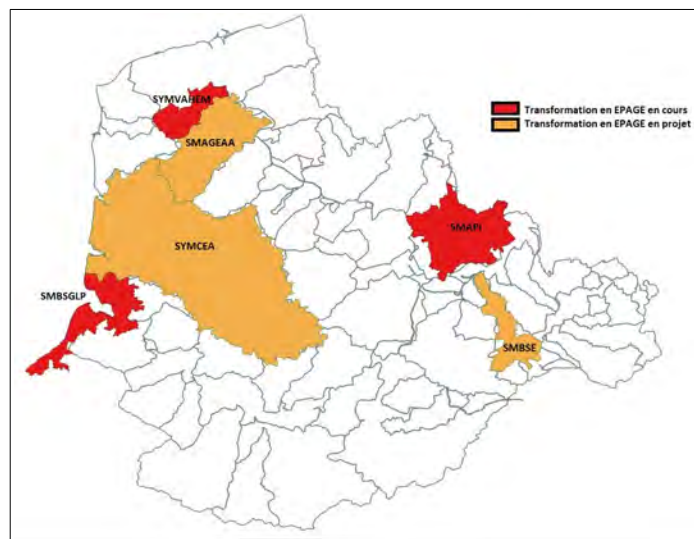 SYMVAHEM
Transformation en EPAGE en cours
Transformation en EPAGE en projet
SMAGEAA
SMAPI
SYMCEA
SMBSGLP
SMBSE